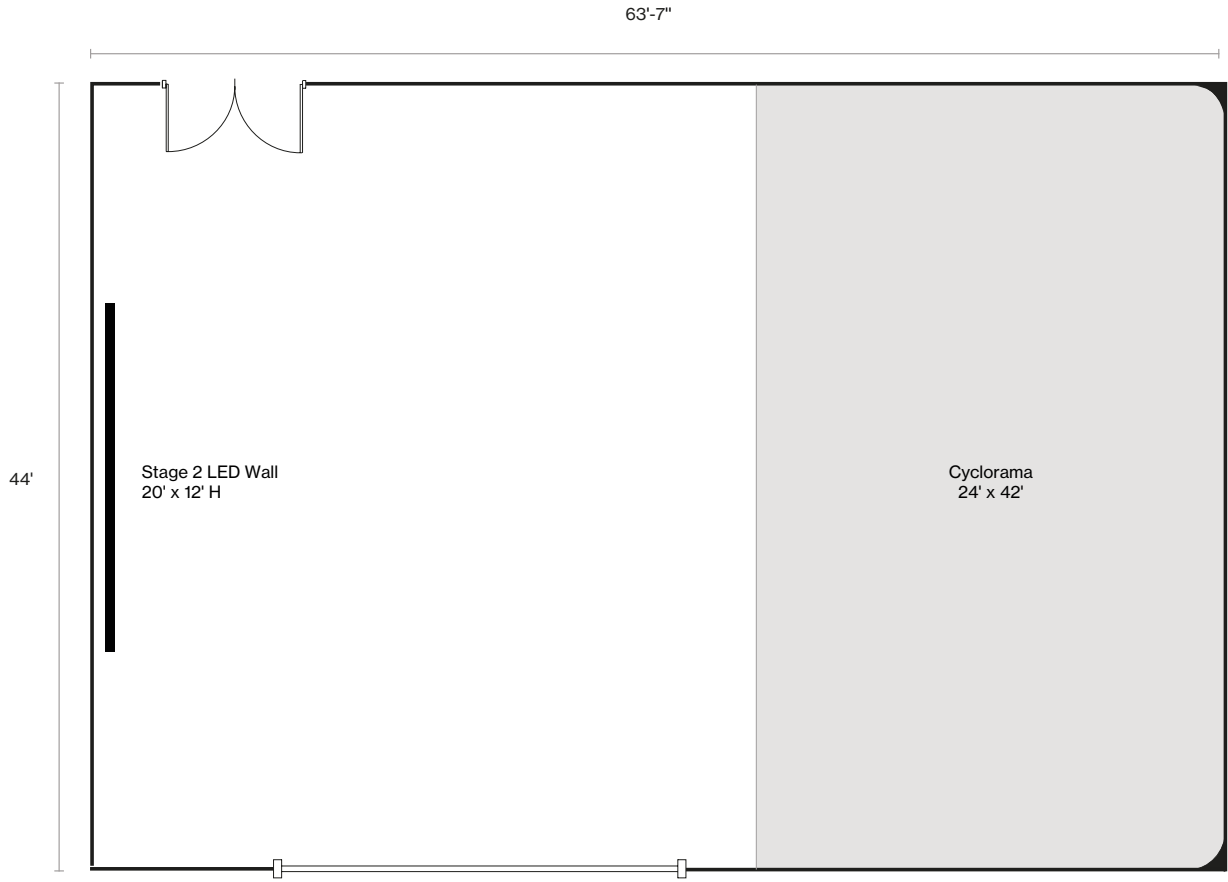 63'-7"
44'
Stage 2 LED Wall
20' x 12' H
Cyclorama
24' x 42'